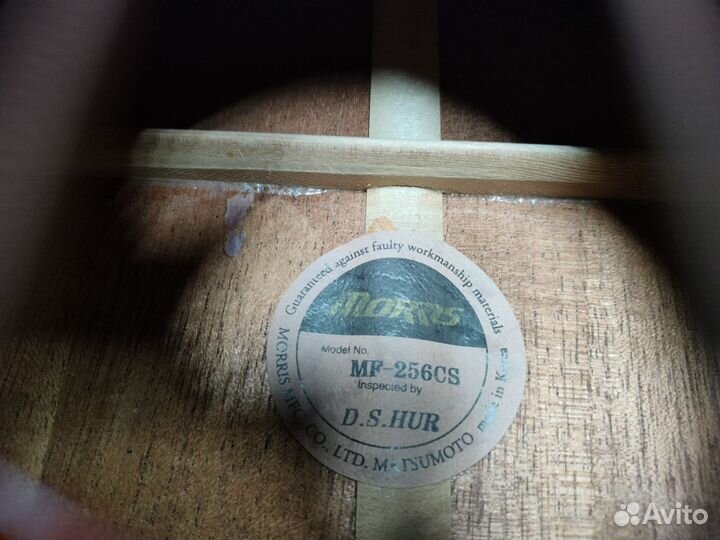 Guaranteed against faulty workmanship materials
MORRIS
Model No.
MF-256CS
Inspected by
D.S.HUR
MORRIS MFG. CO., LTD. MATSUMOTO
made in Korea
Avito